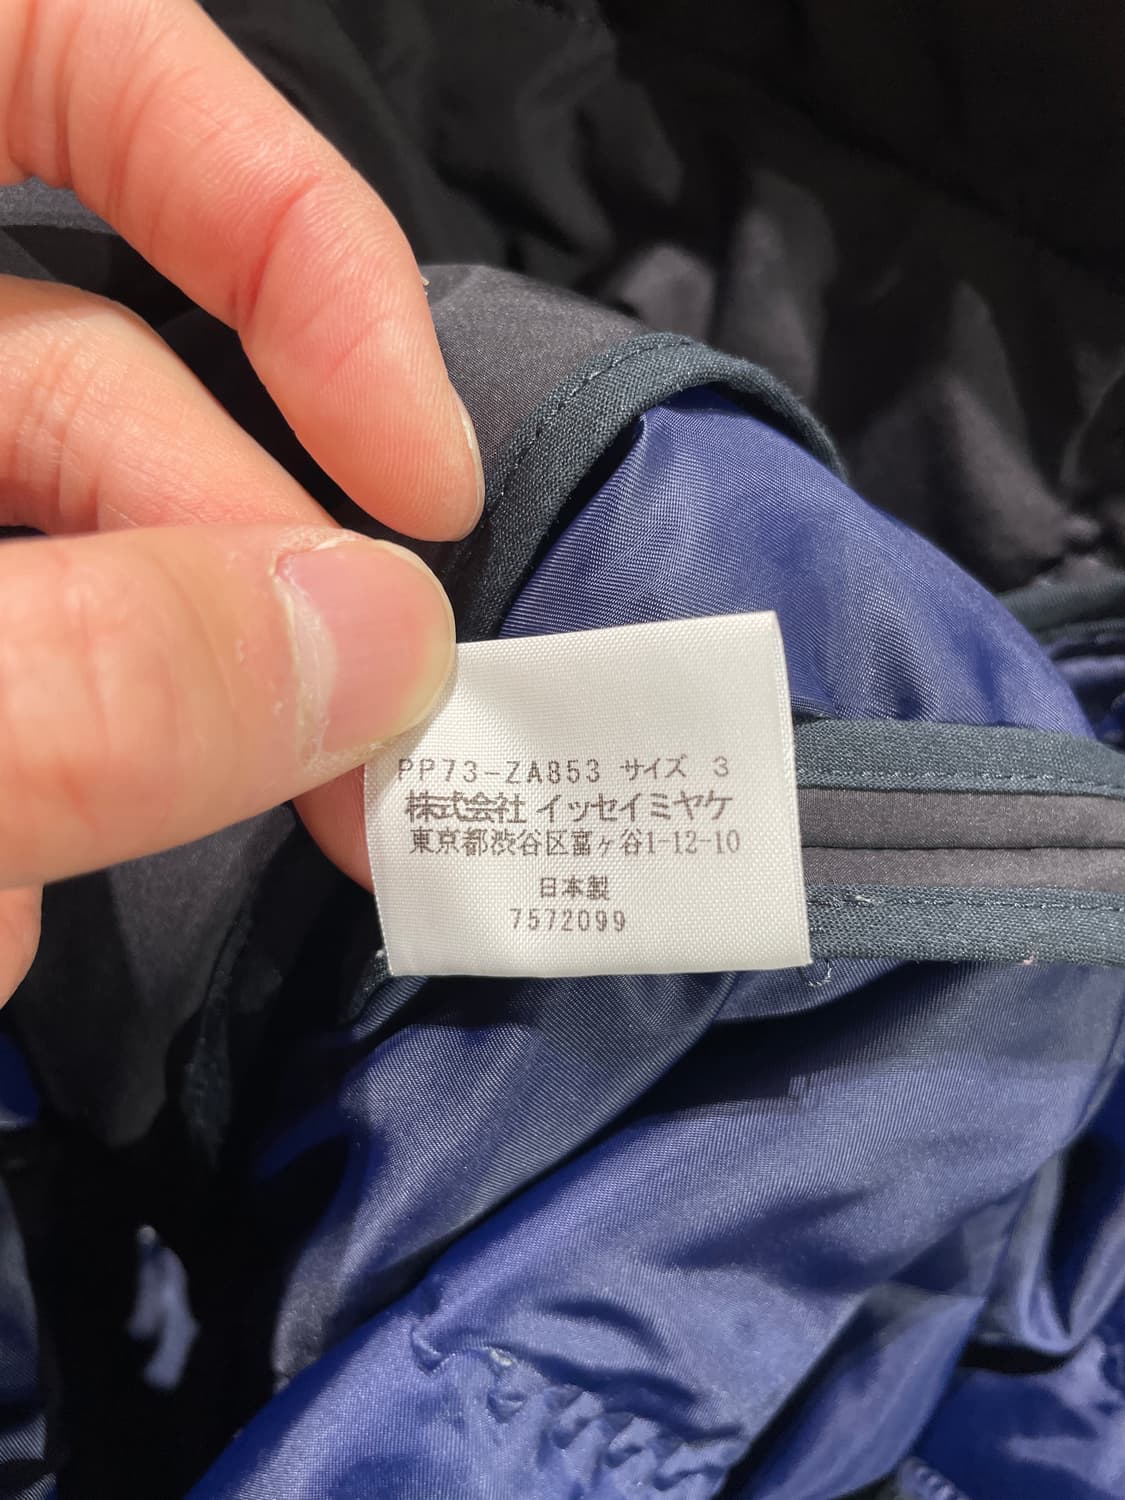 PP73-ZA853 サイズ 3
株式会社 イッセイミヤケ
東京都渋谷区富ヶ谷1-12-10
日本製
7572099